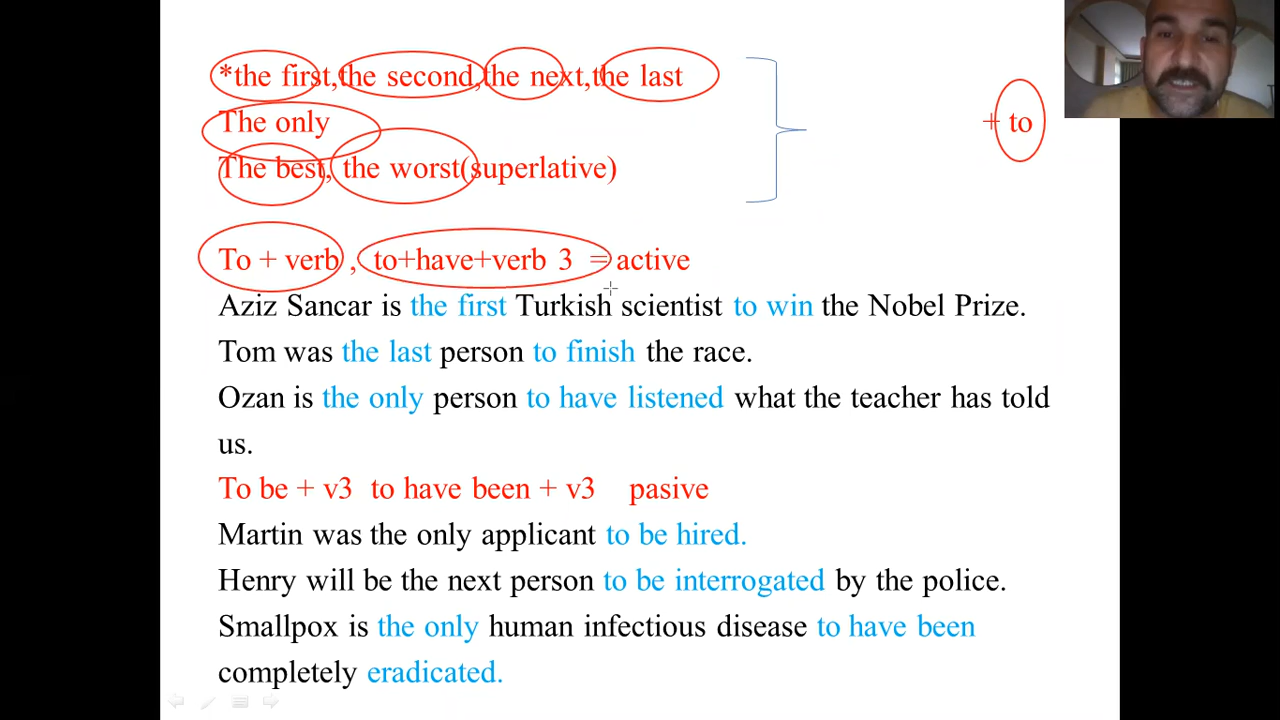 *the first,the second,the next,the last
The only
+ to
The best, the worst(superlative)
To + verb , to+have+verb 3 = active
Aziz Sancar is the first Turkish scientist to win the Nobel Prize.
Tom was the last person to finish the race.
Ozan is the only person to have listened what the teacher has told
us.
To be + v3 to have been + v3 pasive
Martin was the only applicant to be hired.
Henry will be the next person to be interrogated by the police.
Smallpox is the only human infectious disease to have been
completely eradicated.